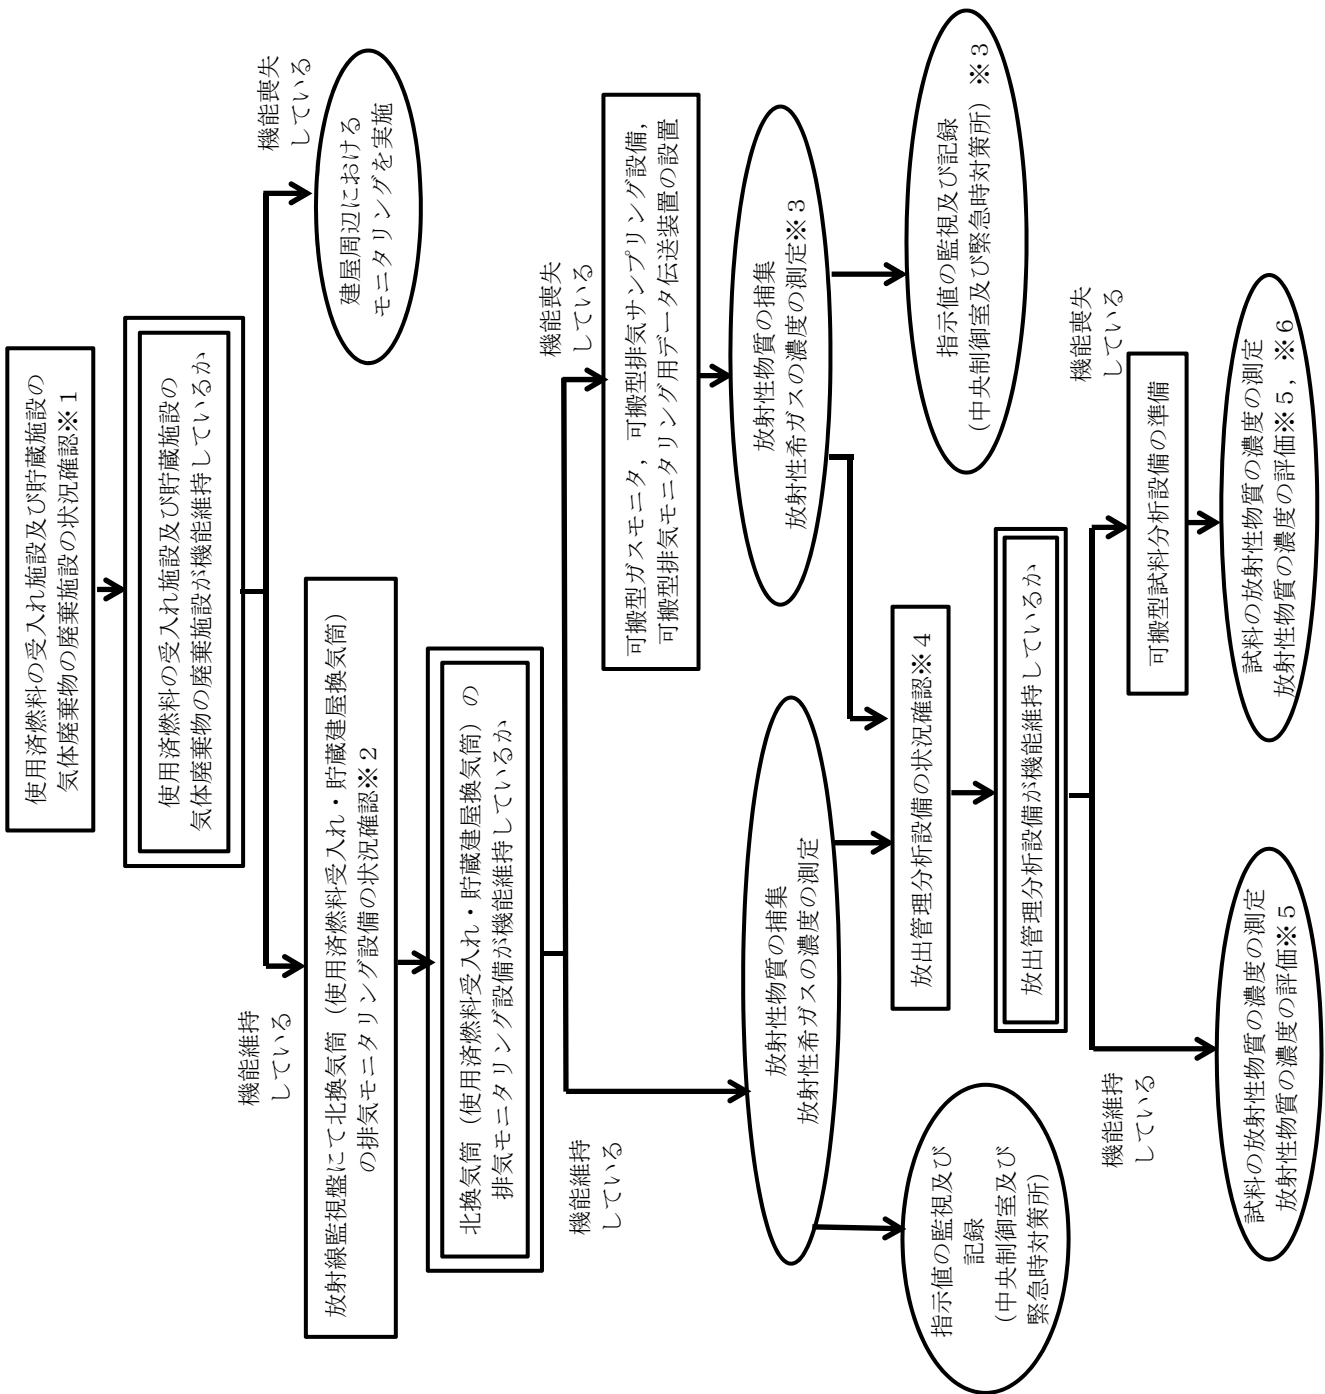 使用済燃料の受入れ施設及び貯蔵施設の
気体廃棄物の廃棄施設の状況確認※1
使用済燃料の受入れ施設及び貯蔵施設の
気体廃棄物の廃棄施設が機能維持しているか
機能維持
している
機能喪失
している
建屋周辺における
モニタリングを実施
放射線監視盤にて北換気筒（使用済燃料受入れ・貯蔵建屋換気筒）
の排気モニタリング設備の状況確認※2
北換気筒（使用済燃料受入れ・貯蔵建屋換気筒）の
排気モニタリング設備が機能維持しているか
機能維持
している
機能喪失
している
可搬型ガスモニタ，可搬型排気サンプリング設備，
可搬型排気モニタリング用データ伝送装置の設置
放射性物質の捕集
放射性希ガスの濃度の測定
放射性物質の捕集
放射性希ガスの濃度の測定※3
指示値の監視及び
記録
(中央制御室及び
緊急時対策所)
放出管理分析設備の状況確認※4
指示値の監視及び記録
(中央制御室及び緊急時対策所) ※3
放出管理分析設備が機能維持しているか
機能維持
している
機能喪失
している
可搬型試料分析設備の準備
試料の放射性物質の濃度の測定
放射性物質の濃度の評価※5
試料の放射性物質の濃度の測定
放射性物質の濃度の評価※5，※6